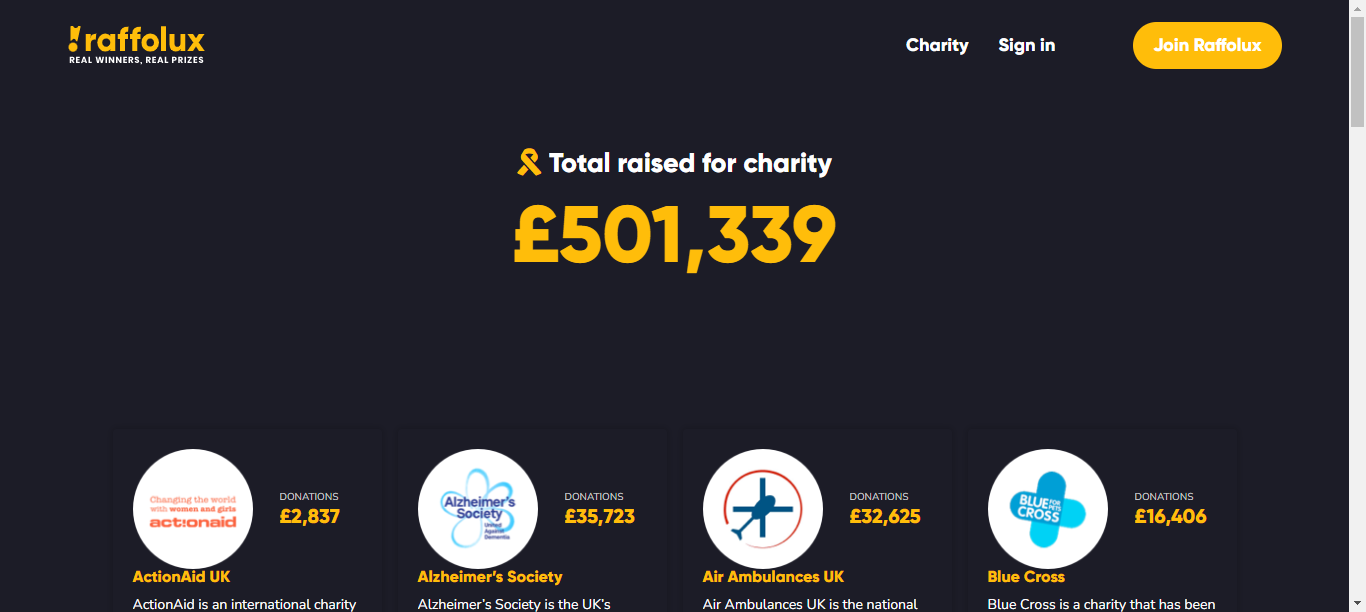 raffolux
REAL WINNERS, REAL PRIZES
Charity
Sign in
Join Raffolux
Total raised for charity
£501,339
Changing the world
with women and girls
act!onaid
DONATIONS
£2,837
ActionAid UK
ActionAid is an international charity
Alzheimer's
Society
United
Against
Dementia
DONATIONS
£35,723
Alzheimer's Society
Alzheimer's Society is the UK's
DONATIONS
£32,625
Air Ambulances UK
Air Ambulances UK is the national
BLUE FOR PETS
CROSS
DONATIONS
£16,406
Blue Cross
Blue Cross is a charity that has been